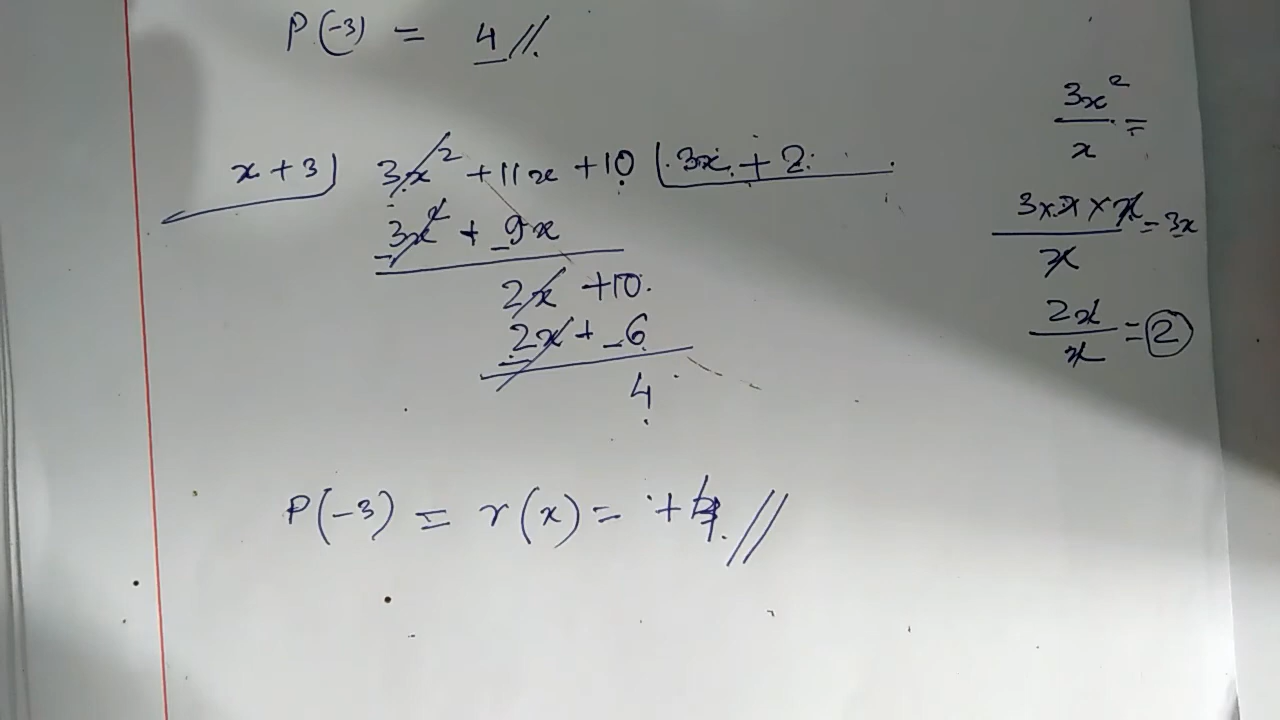 P(-3) = 4 //.
x + 3) 3x² + 11x + 10 ( 3x + 2
3x² + 9x
-  -
2x + 10
2x + 6
-  -
4
P(-3) = r(x) = +4 //
3x² / x =
3 × x × x / x = 3x
2x / x = 2